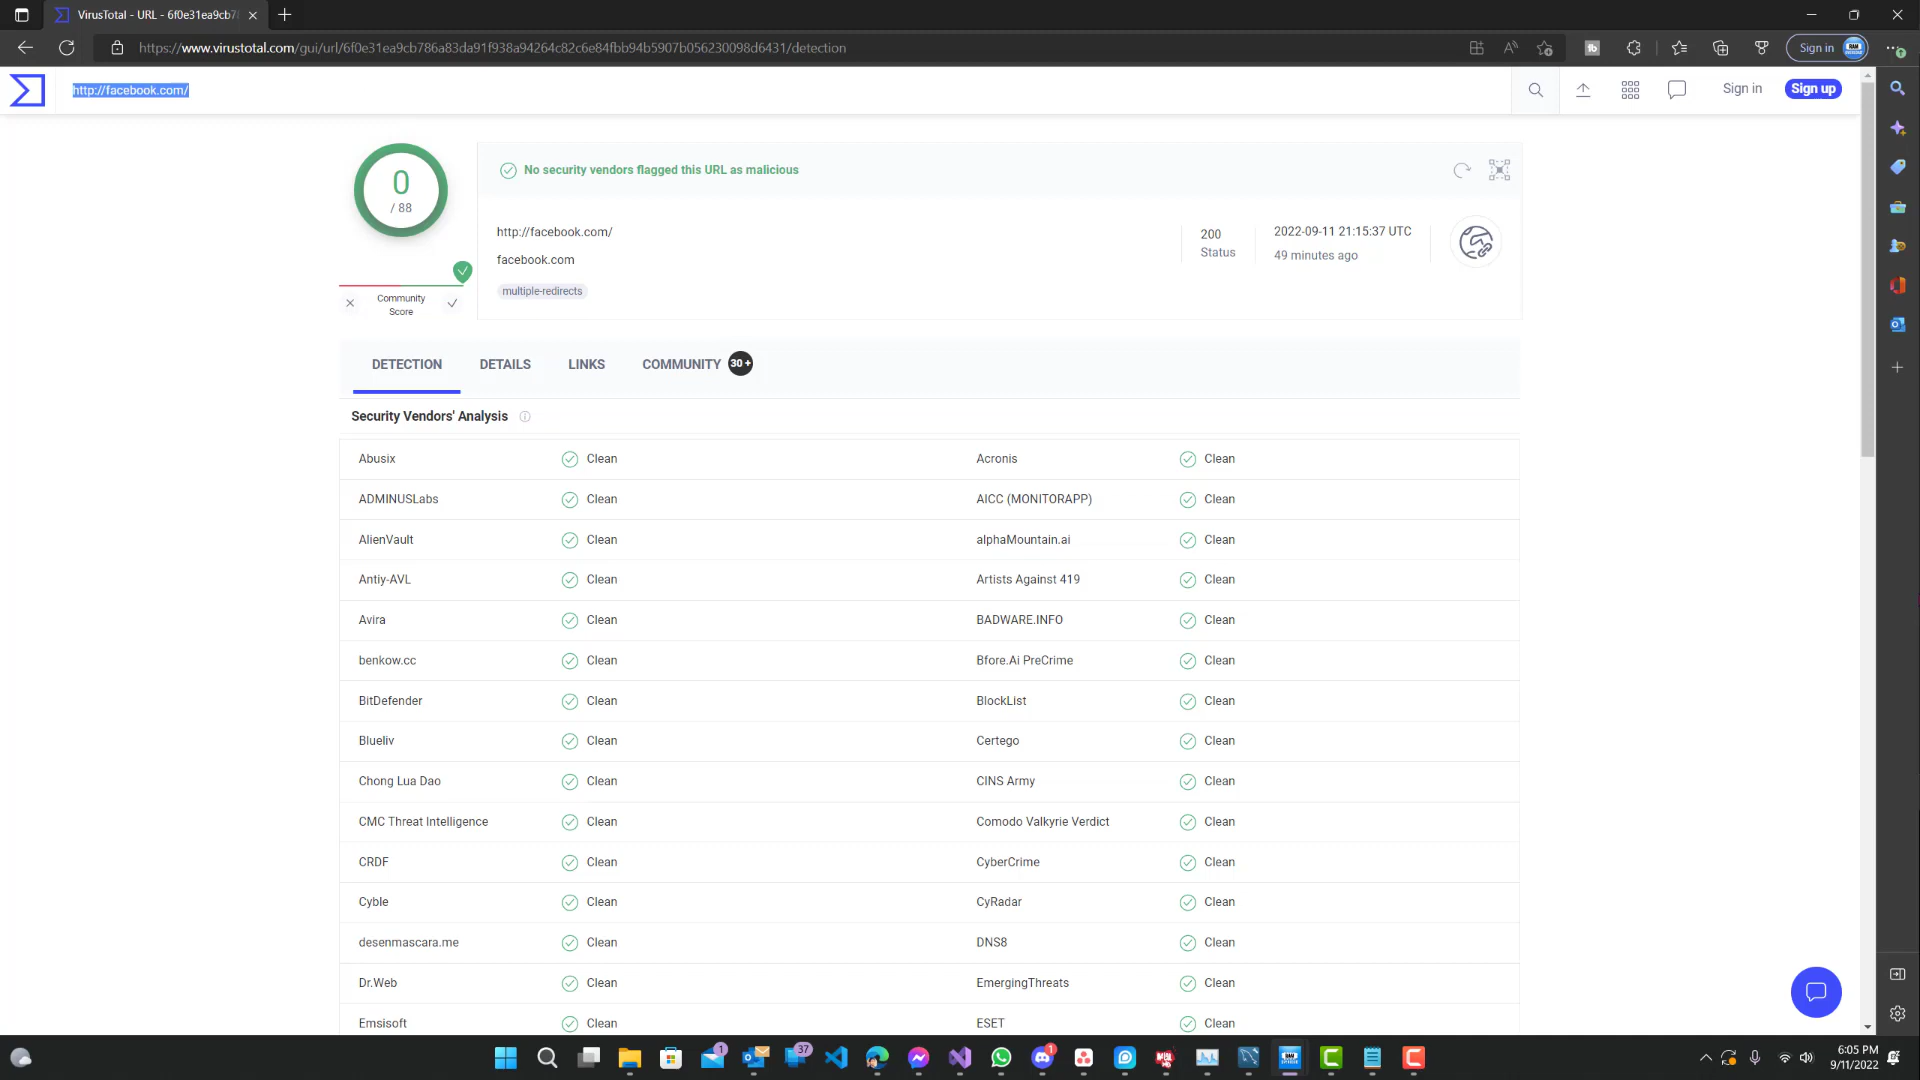 VirusTotal - URL - 6f0e31ea9cb7
https://www.virustotal.com/gui/url/6f0e31ea9cb786a83da91f938a94264c82c6e84fbb94b5907b056230098d6431/detection
Sign in
http://facebook.com/
Sign in
Sign up
0
/ 88
No security vendors flagged this URL as malicious
http://facebook.com/
facebook.com
multiple-redirects
200
Status
2022-09-11 21:15:37 UTC
49 minutes ago
Community
Score
DETECTION DETAILS LINKS COMMUNITY 30+
Security Vendors' Analysis
Abusix Clean Acronis Clean
ADMINUSLabs Clean AICC (MONITORAPP) Clean
AlienVault Clean alphaMountain.ai Clean
Antiy-AVL Clean Artists Against 419 Clean
Avira Clean BADWARE.INFO Clean
benkow.cc Clean Bfore.Ai PreCrime Clean
BitDefender Clean BlockList Clean
Blueliv Clean Certego Clean
Chong Lua Dao Clean CINS Army Clean
CMC Threat Intelligence Clean Comodo Valkyrie Verdict Clean
CRDF Clean CyberCrime Clean
Cyble Clean CyRadar Clean
desenmascara.me Clean DNS8 Clean
Dr.Web Clean EmergingThreats Clean
Emsisoft Clean ESET Clean
1
37
1
6:05 PM
9/11/2022